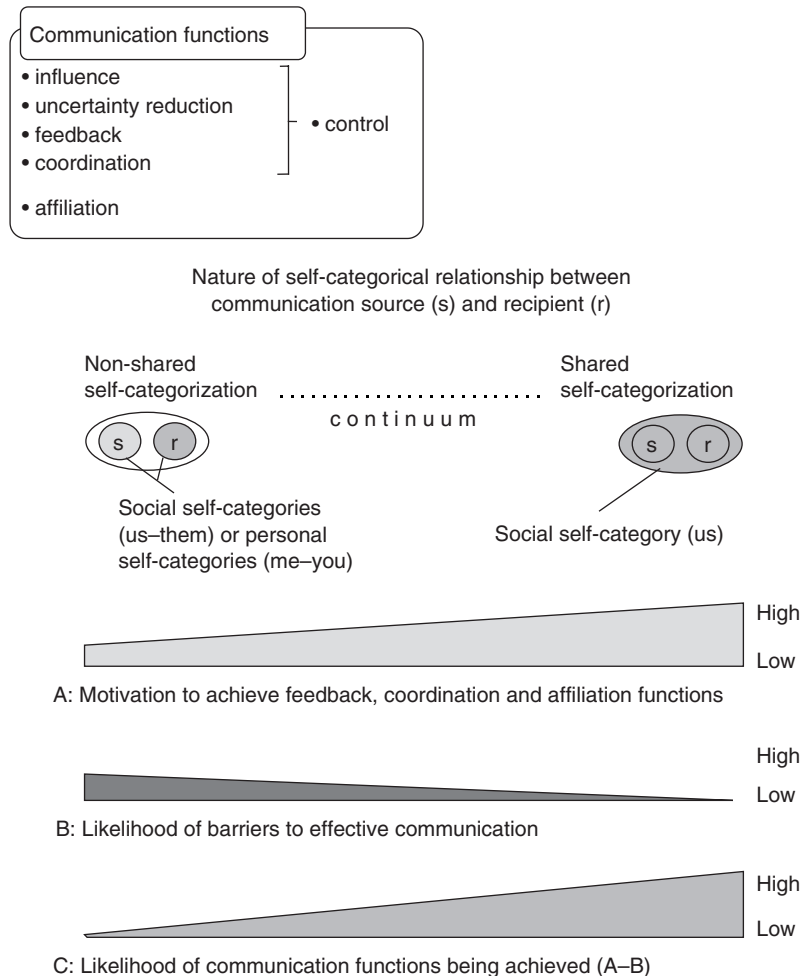 Communication functions
• influence
• uncertainty reduction
• feedback
• coordination
• control
• affiliation
Nature of self-categorical relationship between
communication source (s) and recipient (r)
Non-shared
self-categorization
continuum
Shared
self-categorization
s
r
s
r
Social self-categories
(us–them) or personal
self-categories (me–you)
Social self-category (us)
High
Low
A: Motivation to achieve feedback, coordination and affiliation functions
High
Low
B: Likelihood of barriers to effective communication
High
Low
C: Likelihood of communication functions being achieved (A–B)